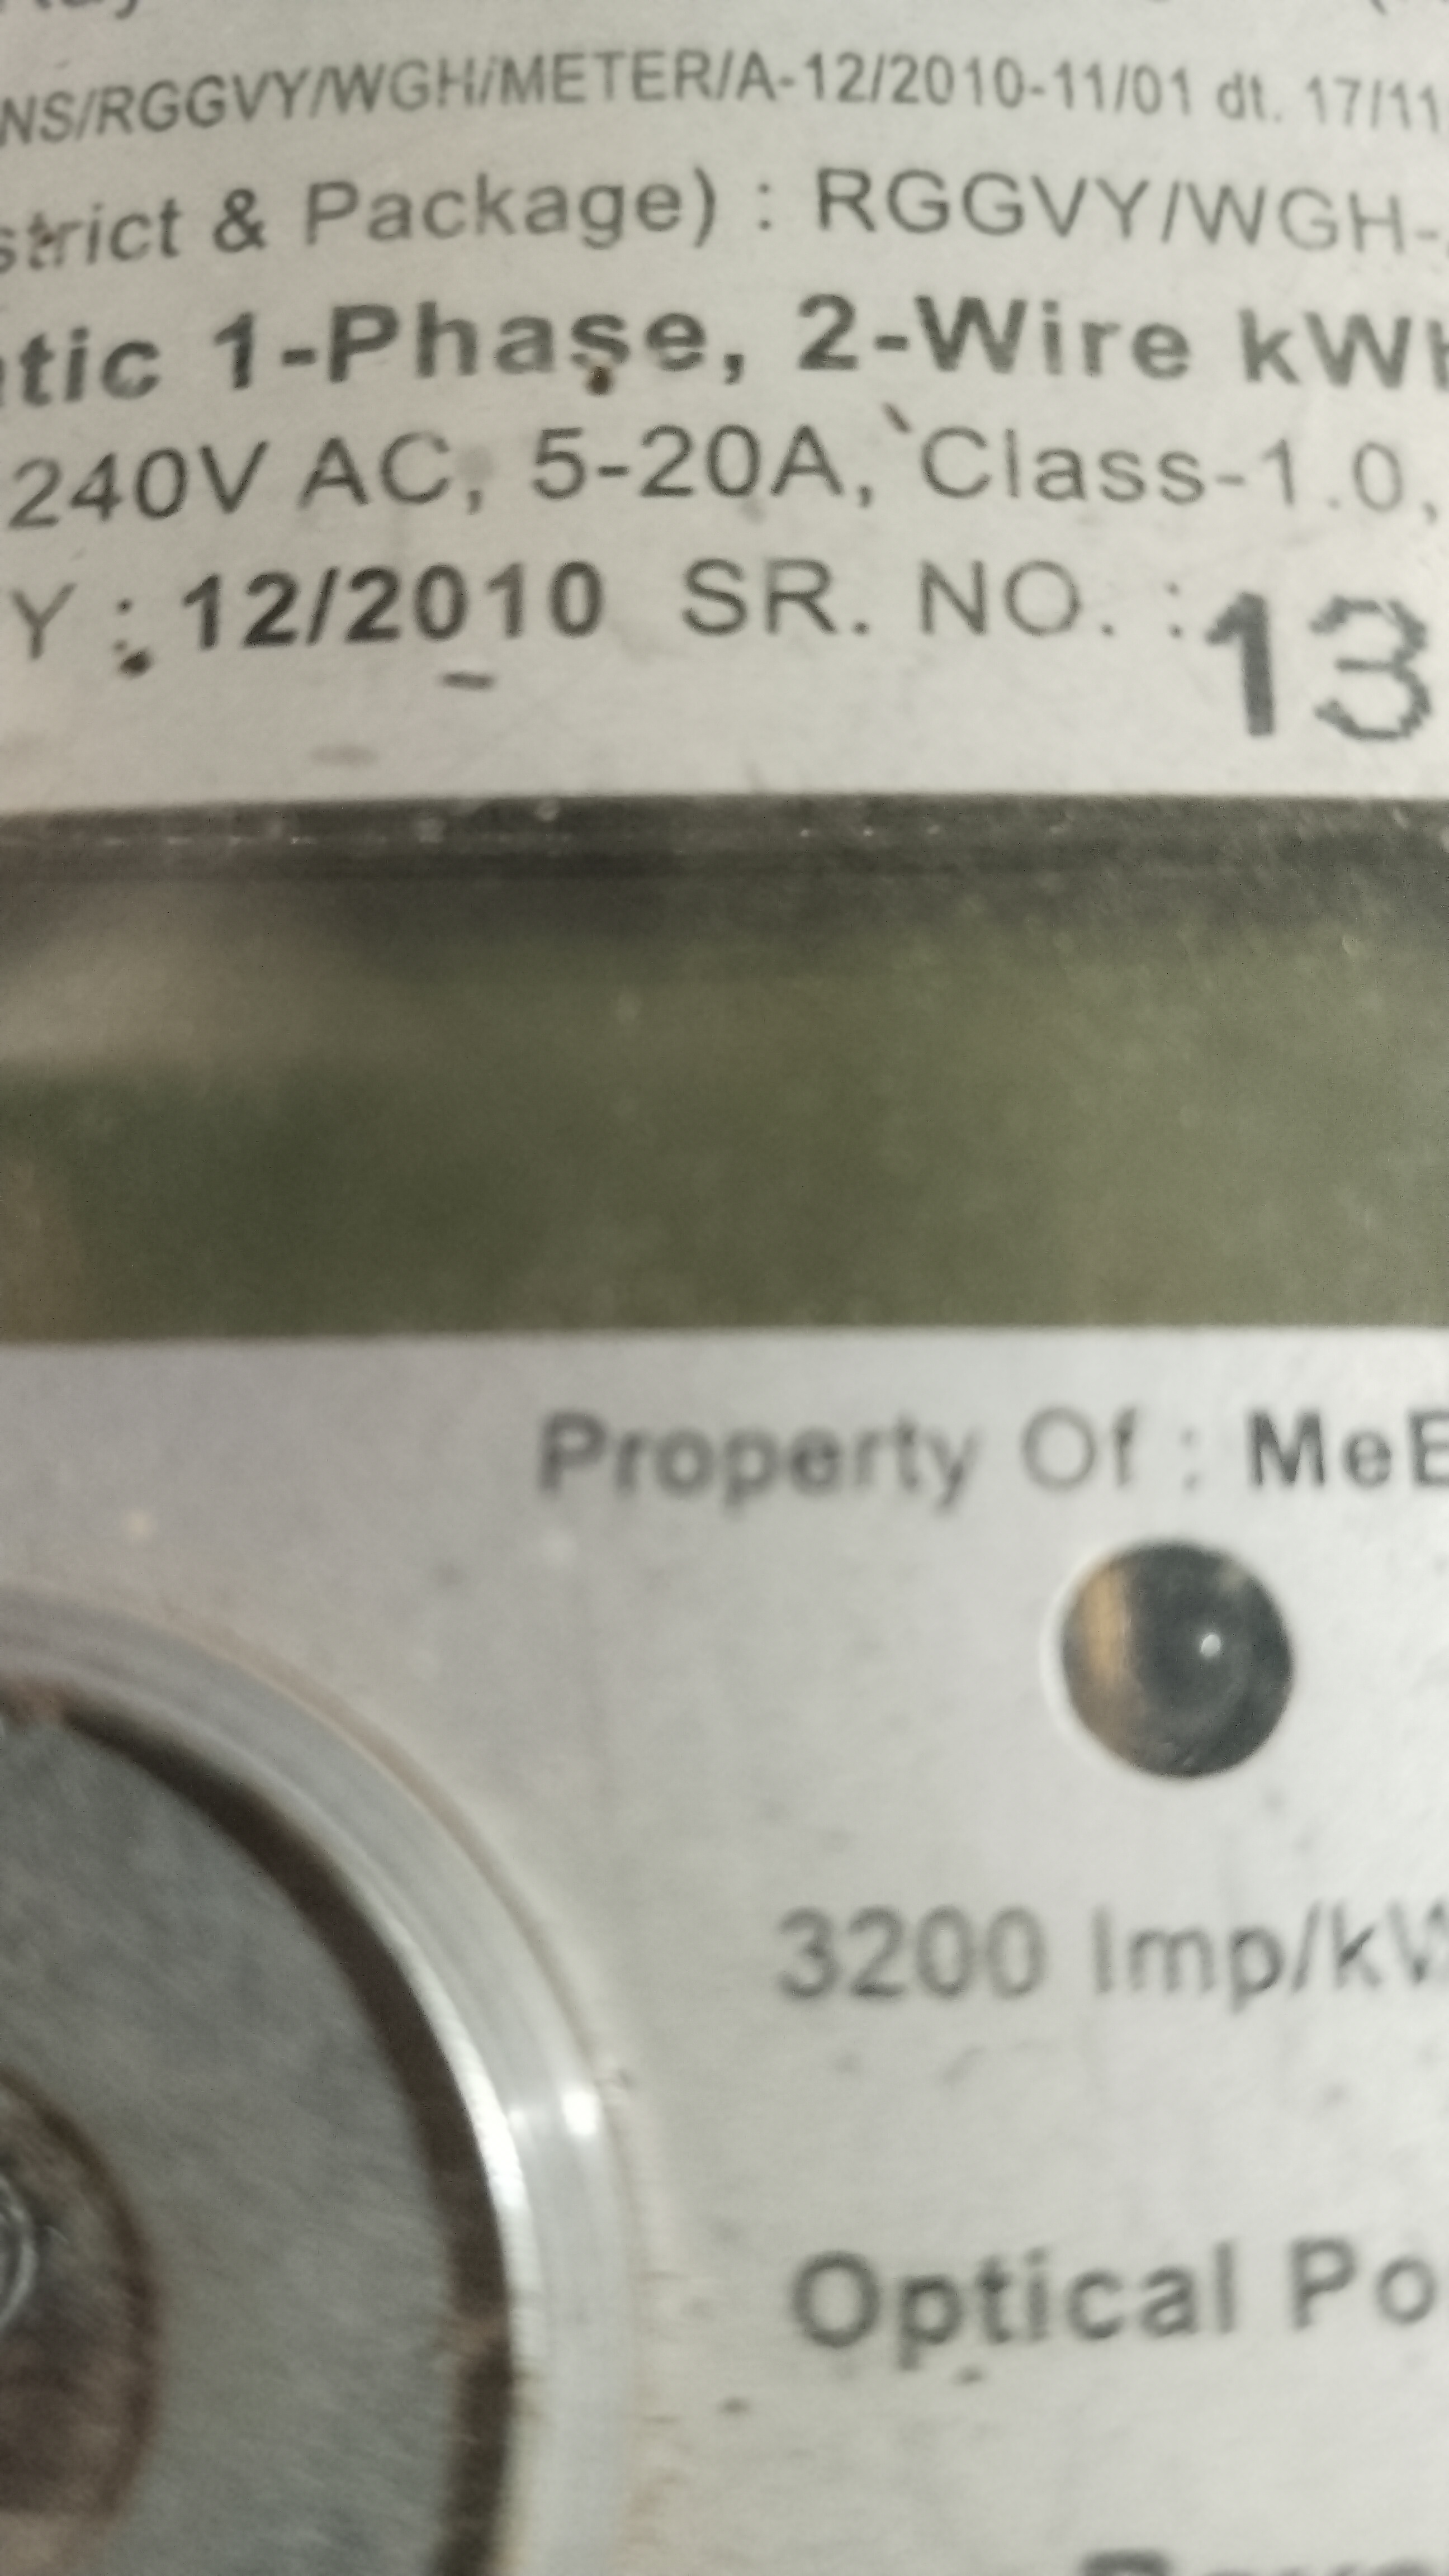 NS/RGGVY/WGH/METER/A-12/2010-11/01 dt. 17/11
strict & Package) : RGGVY/WGH-
tic 1-Phase, 2-Wire kWh
240V AC, 5-20A, Class-1.0,
Y : 12/2010 SR. NO. : 13
Property Of : MeE
3200 Imp/kW
Optical Po